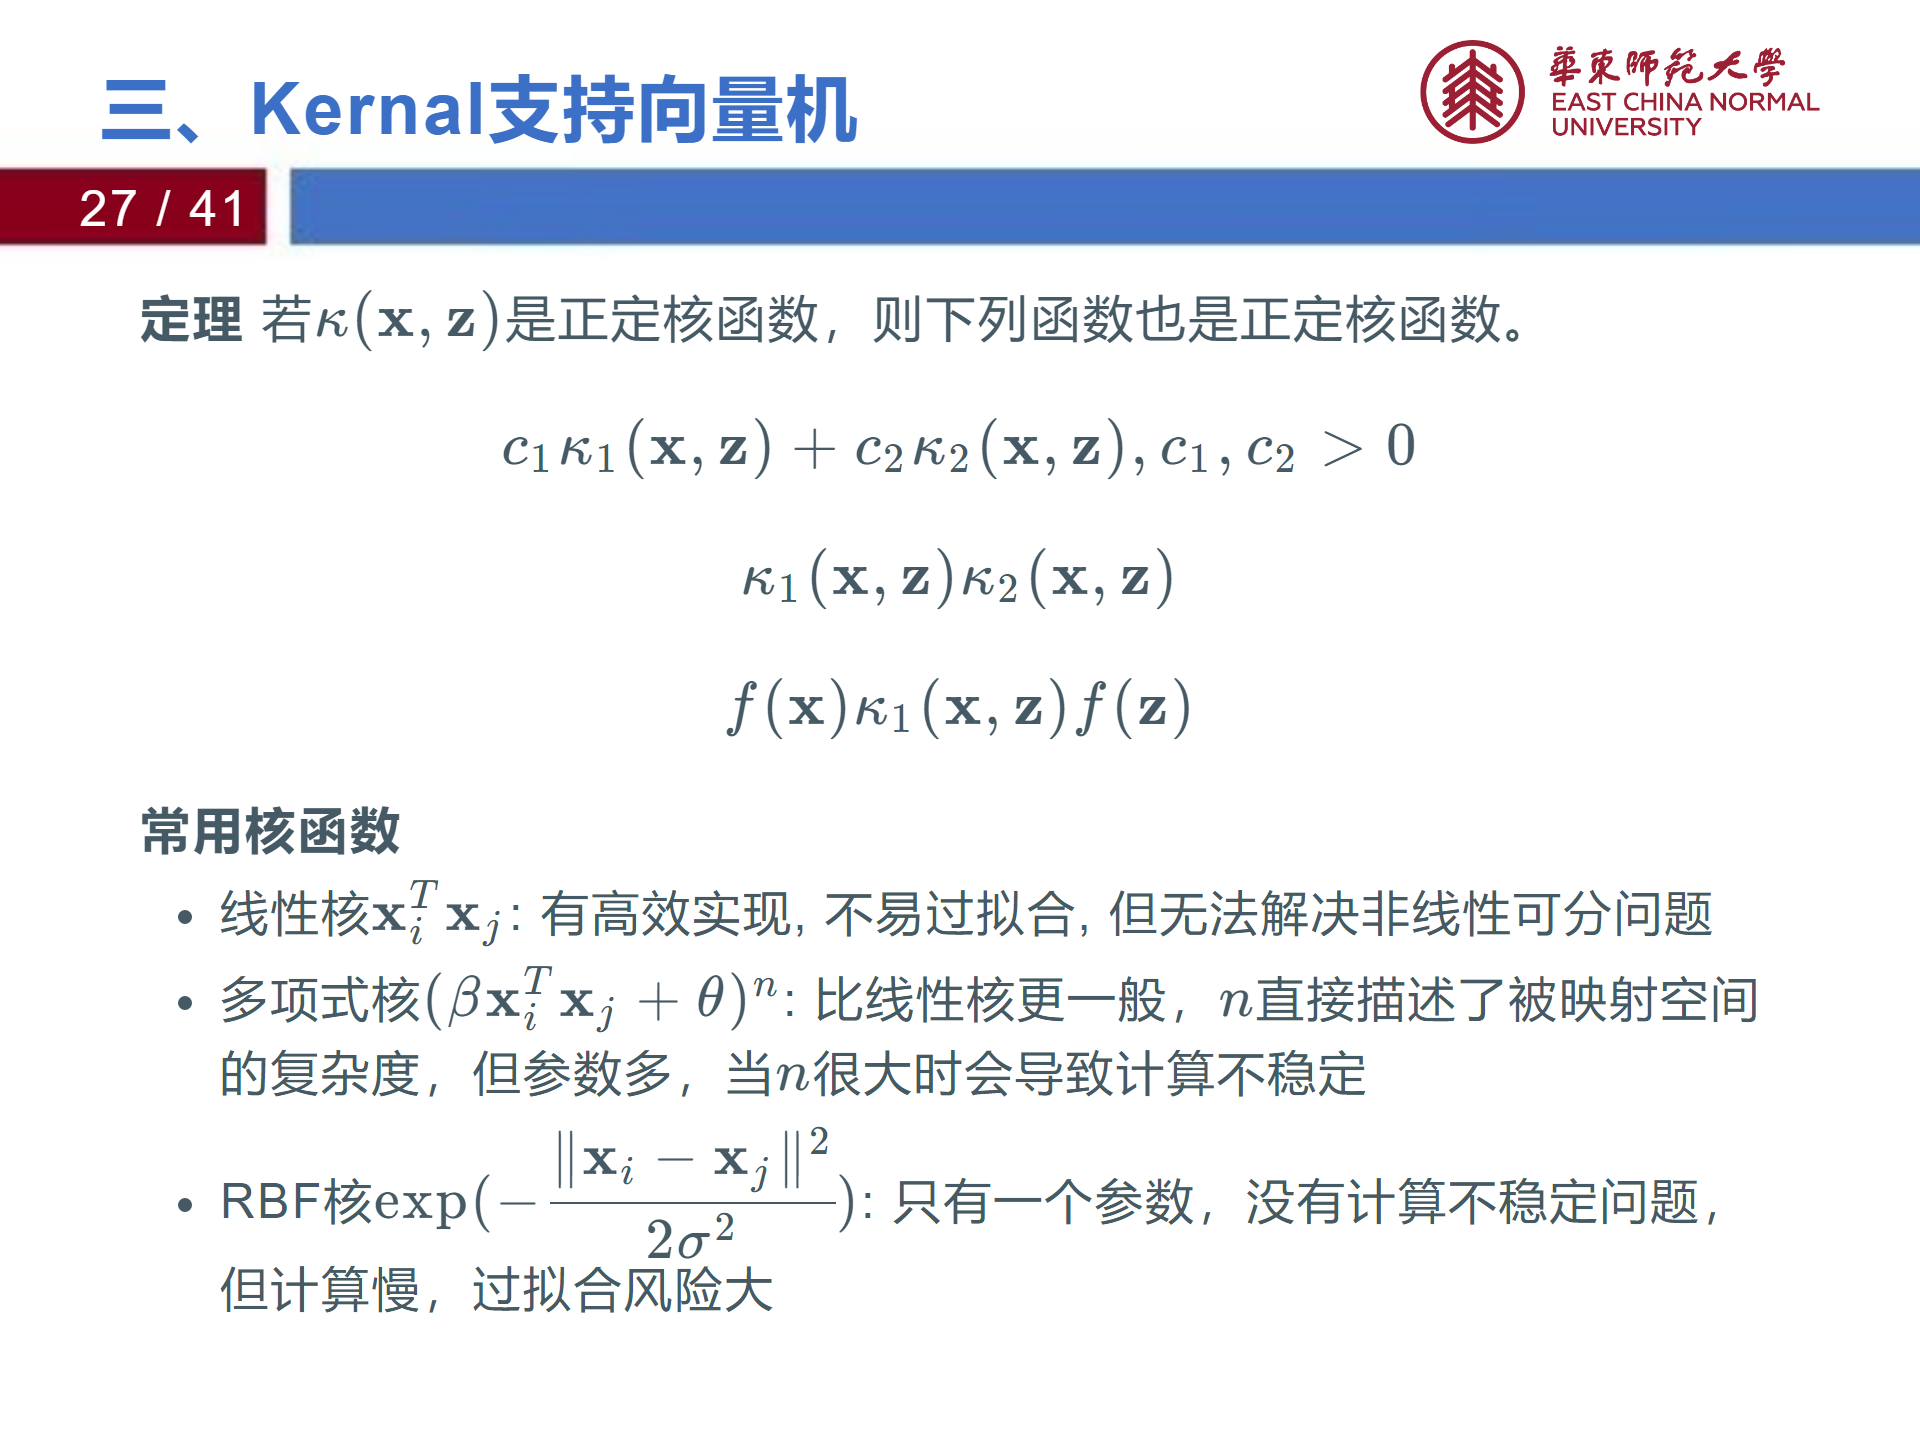 三、Kernal支持向量机
華東師範大學
EAST CHINA NORMAL
UNIVERSITY
27 / 41
定理 若κ(x, z)是正定核函数，则下列函数也是正定核函数。
c₁κ₁(x, z) + c₂κ₂(x, z), c₁, c₂ > 0
κ₁(x, z)κ₂(x, z)
f(x)κ₁(x, z)f(z)
常用核函数
• 线性核x_i^T x_j: 有高效实现, 不易过拟合, 但无法解决非线性可分问题
• 多项式核(βx_i^T x_j + θ)^n: 比线性核更一般，n直接描述了被映射空间
的复杂度，但参数多，当n很大时会导致计算不稳定
• RBF核exp(−‖x_i − x_j‖²/2σ²): 只有一个参数，没有计算不稳定问题，
但计算慢，过拟合风险大